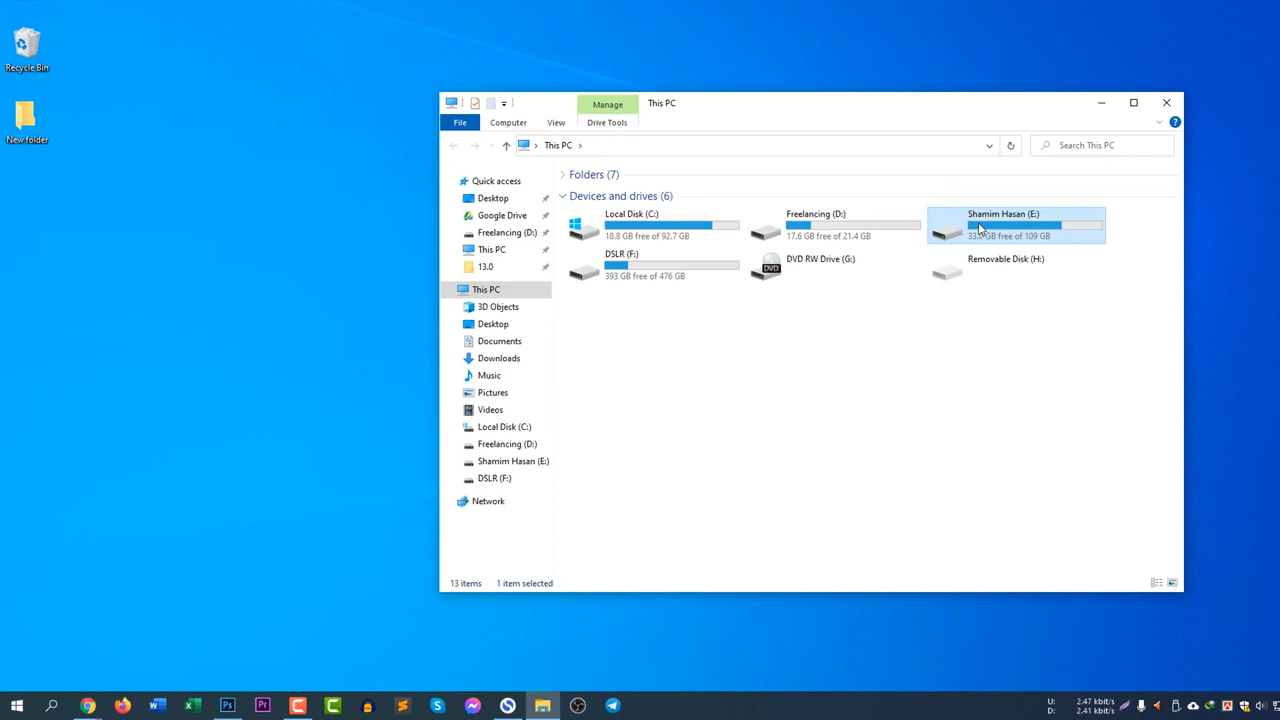 Recycle Bin
New folder
Manage
This PC
File
Computer
View
Drive Tools
This PC
Search This PC
Quick access
Desktop
Google Drive
Freelancing (D:)
This PC
13.0
This PC
3D Objects
Desktop
Documents
Downloads
Music
Pictures
Videos
Local Disk (C:)
Freelancing (D:)
Shamim Hasan (E:)
DSLR (F:)
Network
Folders (7)
Devices and drives (6)
Local Disk (C:)
18.8 GB free of 92.7 GB
Freelancing (D:)
17.6 GB free of 21.4 GB
Shamim Hasan (E:)
GB free of 109 GB
DSLR (F:)
393 GB free of 476 GB
DVD
DVD RW Drive (G:)
Removable Disk (H:)
13 items
1 item selected
Ps
Pr
U: 2.47 kbit/s
D: 2.41 kbit/s